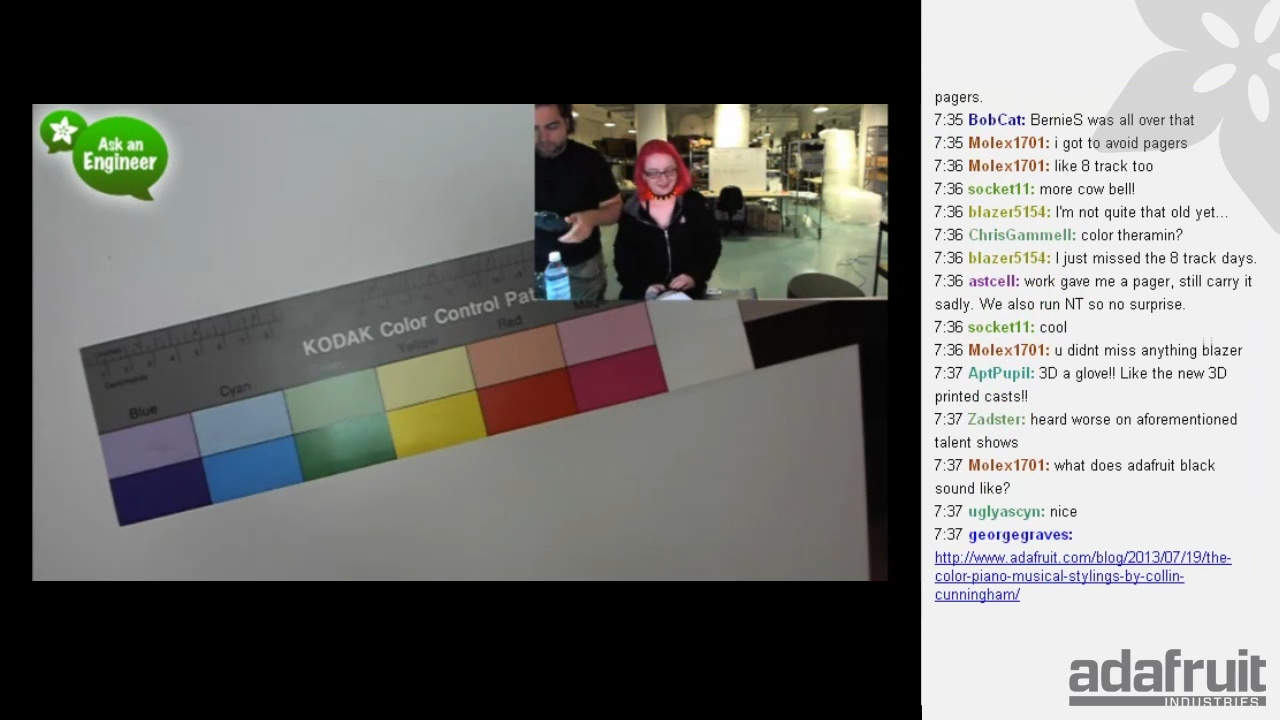 Ask an
Engineer
KODAK Color Control Pat
Blue
Cyan
Yellow
Red
pagers.
7:35 BobCat: BernieS was all over that
7:35 Molex1701: i got to avoid pagers
7:36 Molex1701: like 8 track too
7:36 socket11: more cow bell!
7:36 blazer5154: I'm not quite that old yet...
7:36 ChrisGammell: color theramin?
7:36 blazer5154: I just missed the 8 track days.
7:36 astcell: work gave me a pager, still carry it
sadly. We also run NT so no surprise.
7:36 socket11: cool
7:36 Molex1701: u didnt miss anything blazer
7:37 AptPupil: 3D a glove!! Like the new 3D
printed casts!!
7:37 Zadster: heard worse on aforementioned
talent shows
7:37 Molex1701: what does adafruit black
sound like?
7:37 uglyascyn: nice
7:37 georgegraves:
http://www.adafruit.com/blog/2013/07/19/the-
color-piano-musical-stylings-by-collin-
cunningham/
adafruit
INDUSTRIES